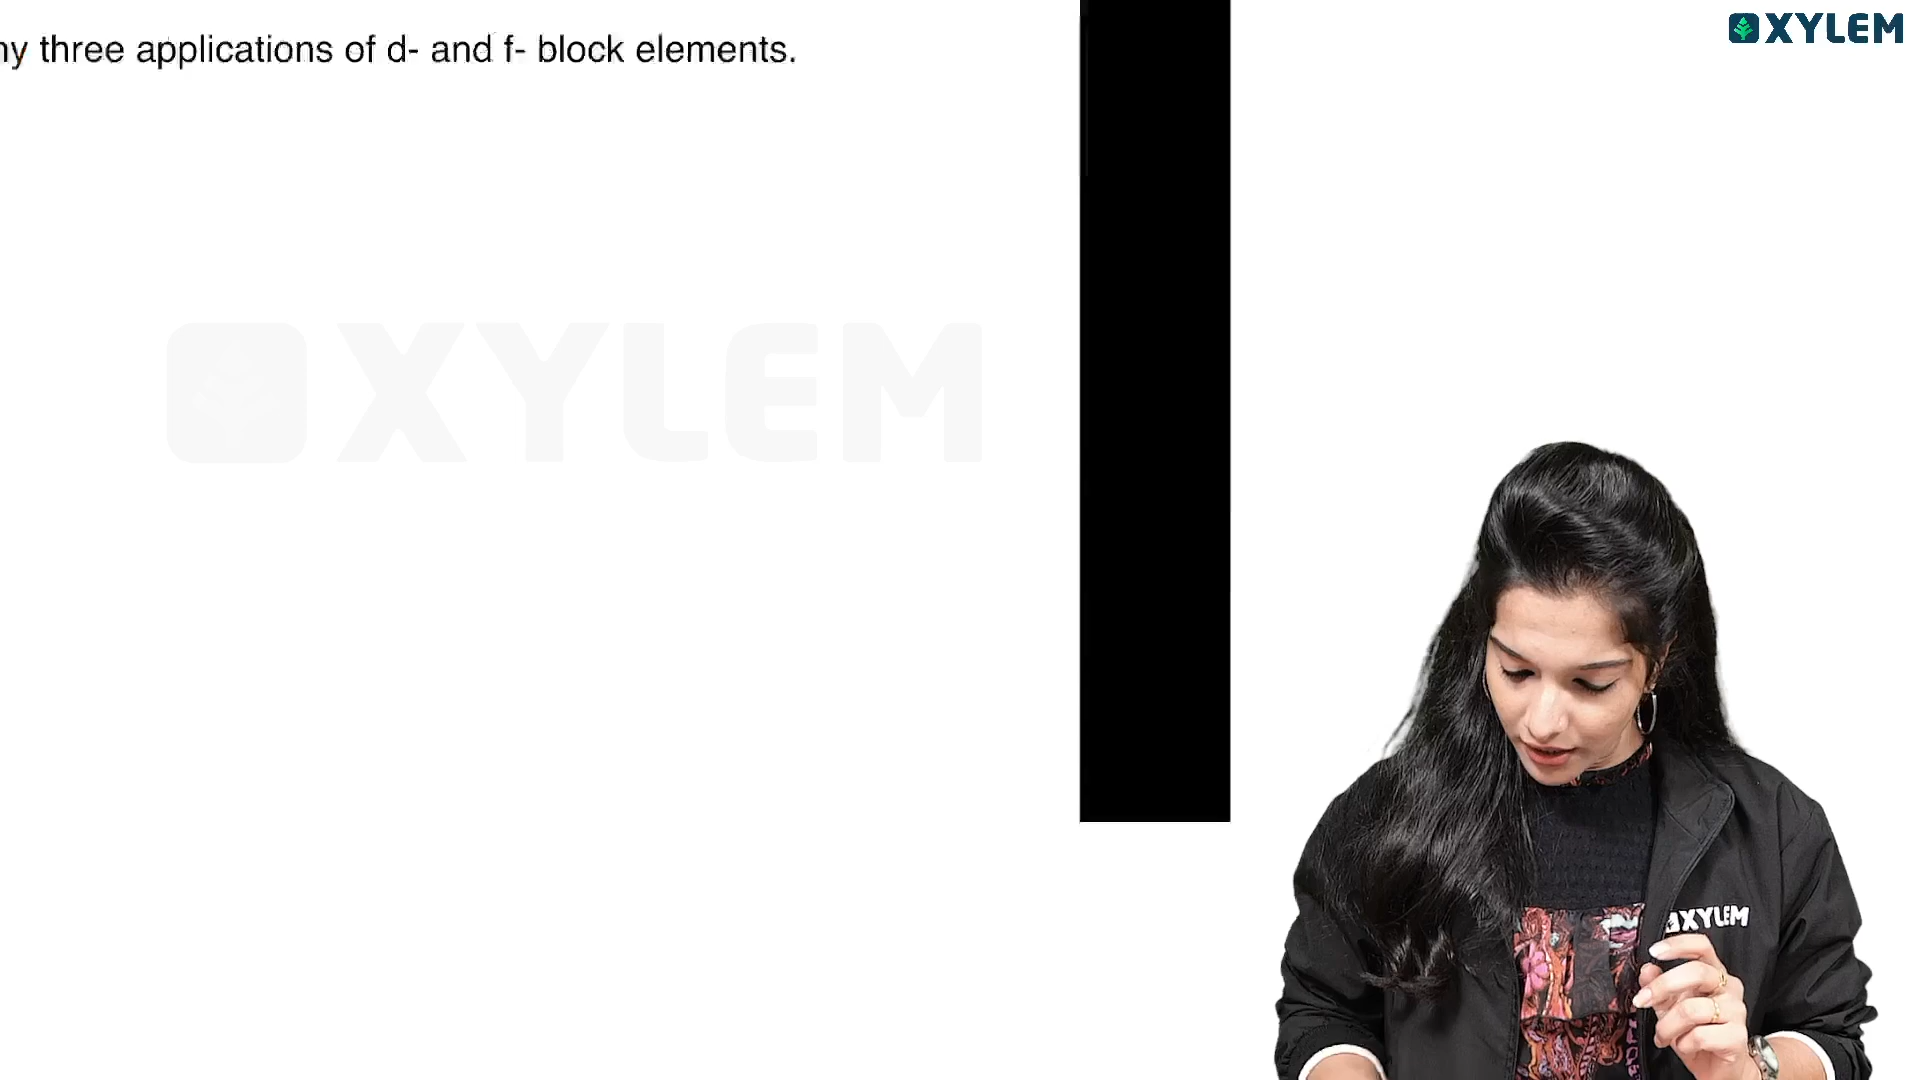 XYLEM
ny three applications of d- and f- block elements.
XYLEM
XYLEM